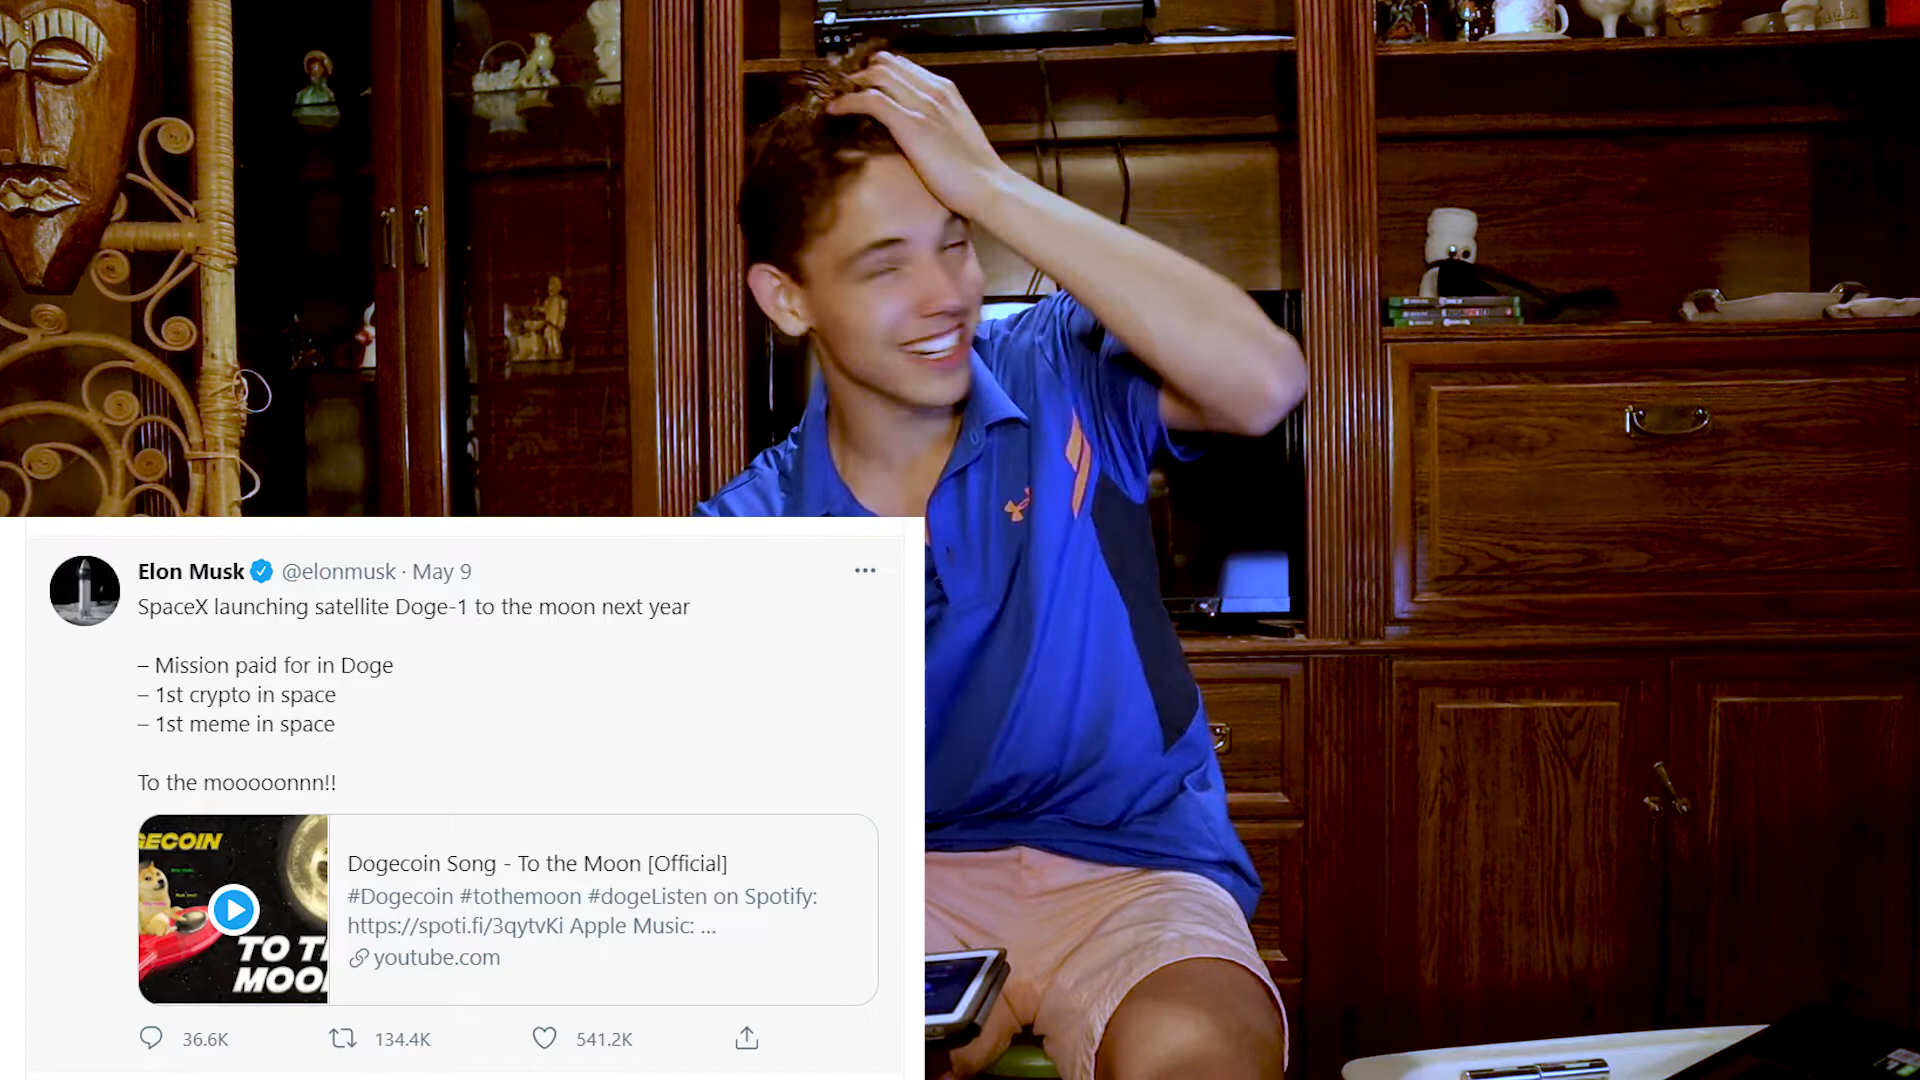 Elon Musk @elonmusk · May 9
SpaceX launching satellite Doge-1 to the moon next year
– Mission paid for in Doge
– 1st crypto in space
– 1st meme in space
To the mooooonnn!!
GECOIN
TO T
MOO
Dogecoin Song - To the Moon [Official]
#Dogecoin #tothemoon #dogeListen on Spotify:
https://spoti.fi/3qytvKi Apple Music: ...
youtube.com
36.6K 134.4K 541.2K